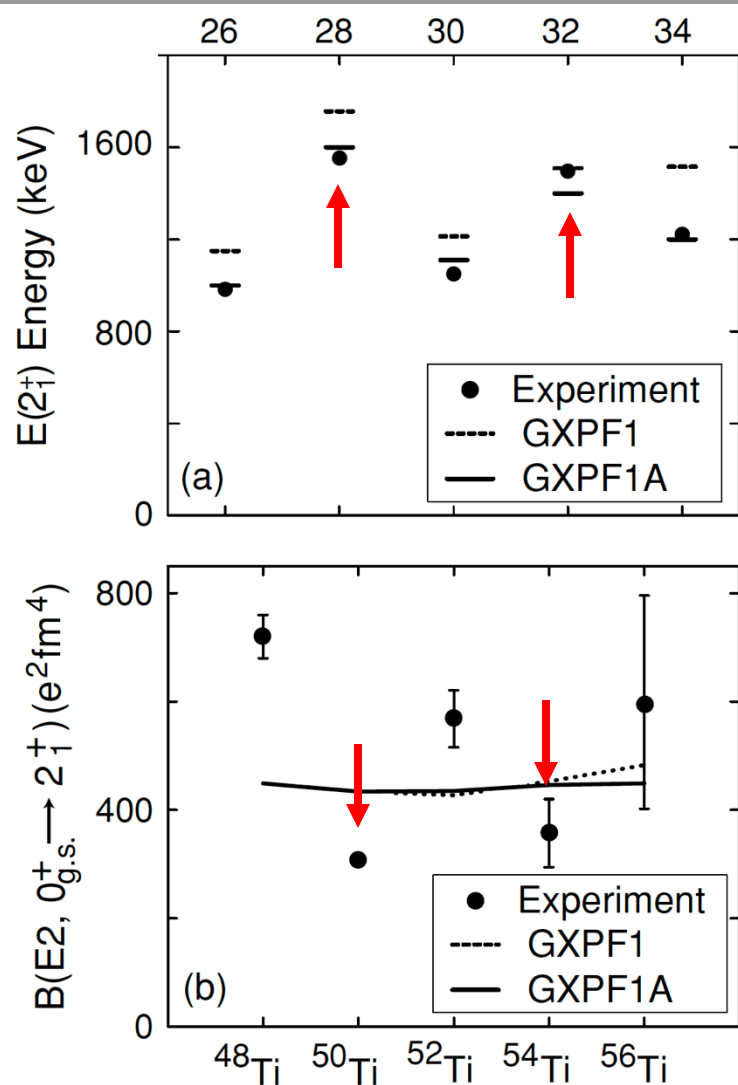 26 28 30 32 34
E(2⁺₁) Energy (keV)
1600
800
0
(a)
Experiment
GXPF1
GXPF1A
B(E2, 0⁺g.s. ⟶ 2⁺₁)(e²fm⁴)
800
400
0
(b)
Experiment
GXPF1
GXPF1A
⁴⁸Ti ⁵⁰Ti ⁵²Ti ⁵⁴Ti ⁵⁶Ti